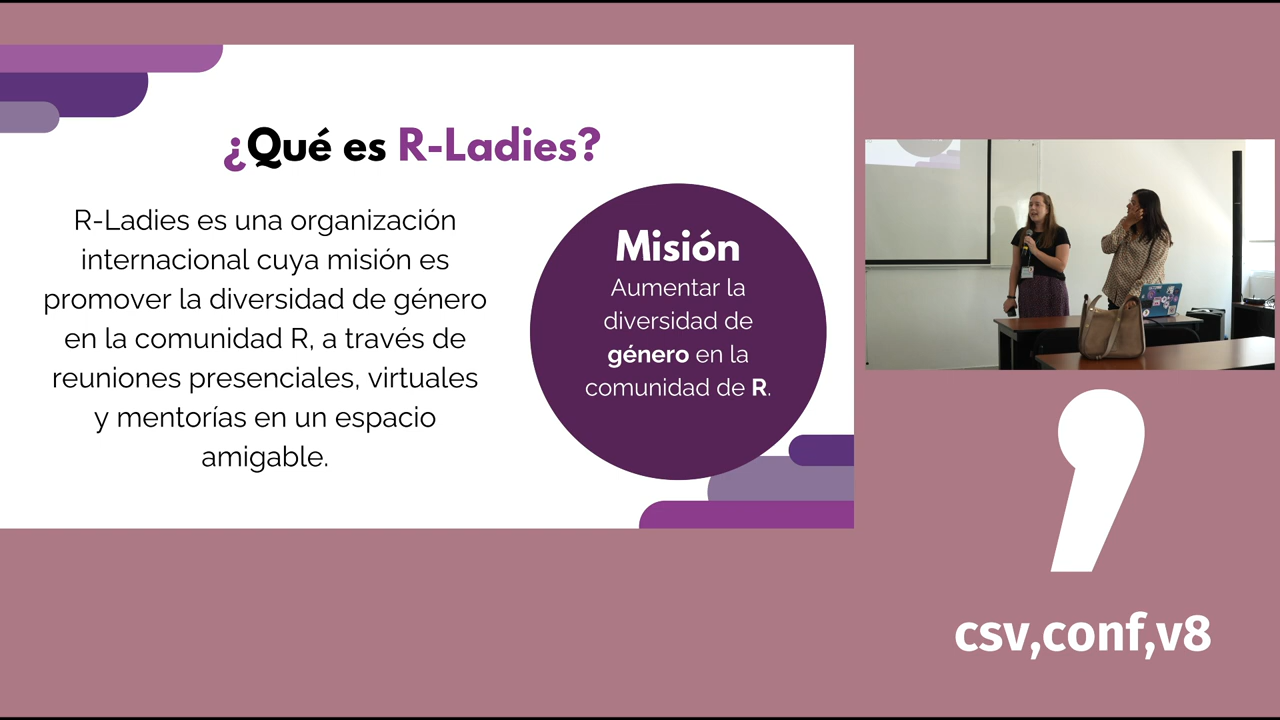 ¿Qué es R-Ladies?
R-Ladies es una organización
internacional cuya misión es
promover la diversidad de género
en la comunidad R, a través de
reuniones presenciales, virtuales
y mentorías en un espacio
amigable.
Misión
Aumentar la
diversidad de
género en la
comunidad de R.
csv,conf,v8